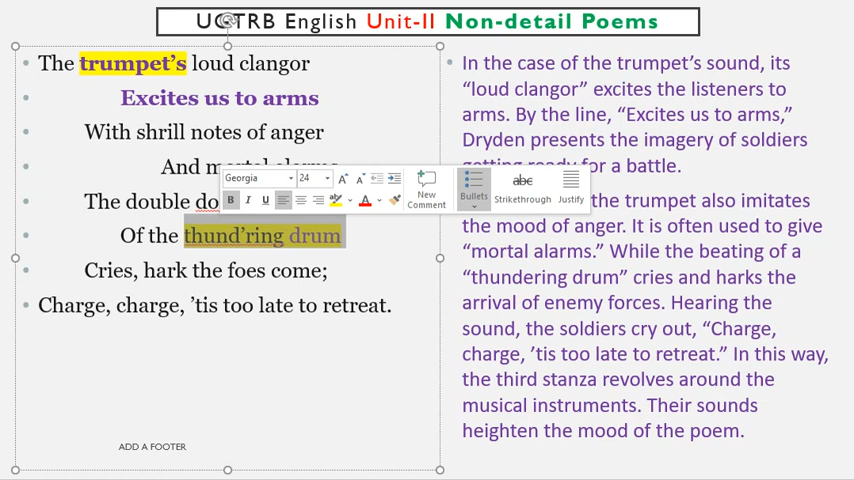 UGTRB English Unit-II Non-detail Poems
The trumpet’s loud clangor
Excites us to arms
With shrill notes of anger
And mortal alarms.
The double do
Of the thund’ring drum
Cries, hark the foes come;
Charge, charge, ’tis too late to retreat.
ADD A FOOTER
Georgia 24 A A
B I U ab A
New
Comment
Bullets
abc
Strikethrough
Justify
In the case of the trumpet’s sound, its
“loud clangor” excites the listeners to
arms. By the line, “Excites us to arms,”
Dryden presents the imagery of soldiers
getting ready for a battle.
the trumpet also imitates
the mood of anger. It is often used to give
“mortal alarms.” While the beating of a
“thundering drum” cries and harks the
arrival of enemy forces. Hearing the
sound, the soldiers cry out, “Charge,
charge, ’tis too late to retreat.” In this way,
the third stanza revolves around the
musical instruments. Their sounds
heighten the mood of the poem.